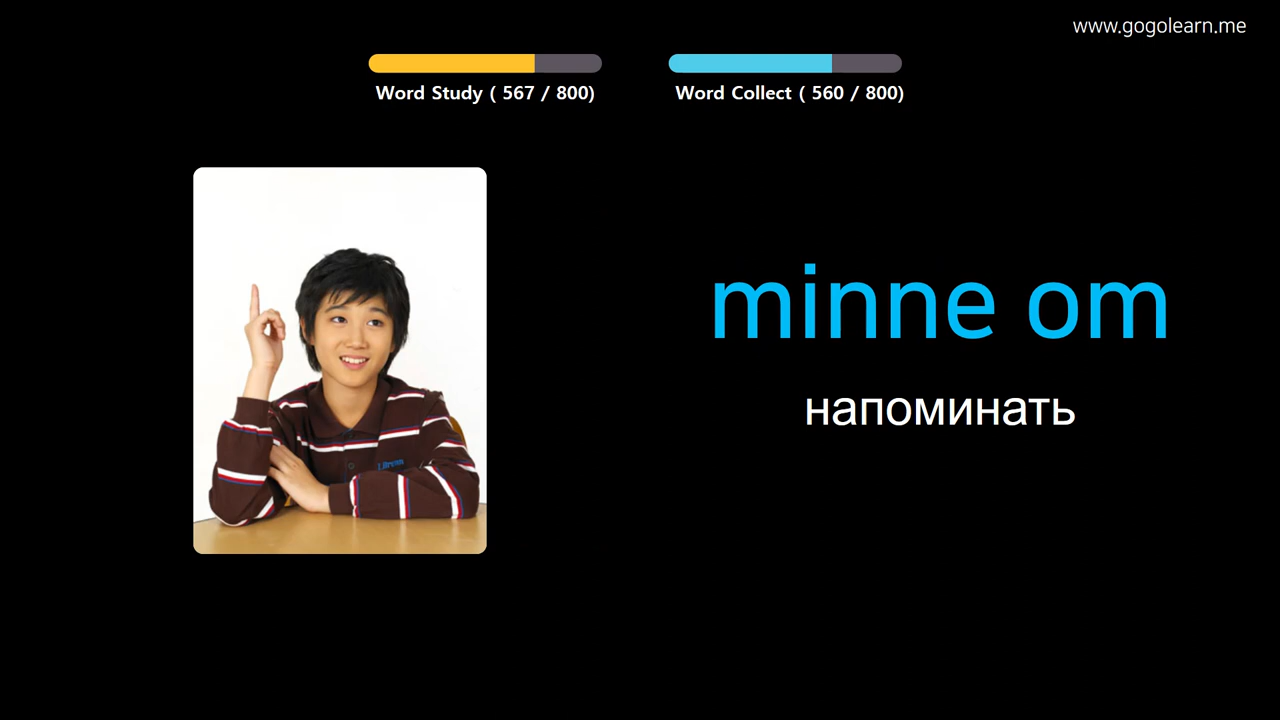 www.gogolearn.me
Word Study ( 567 / 800)
Word Collect ( 560 / 800)
minne om
напоминать